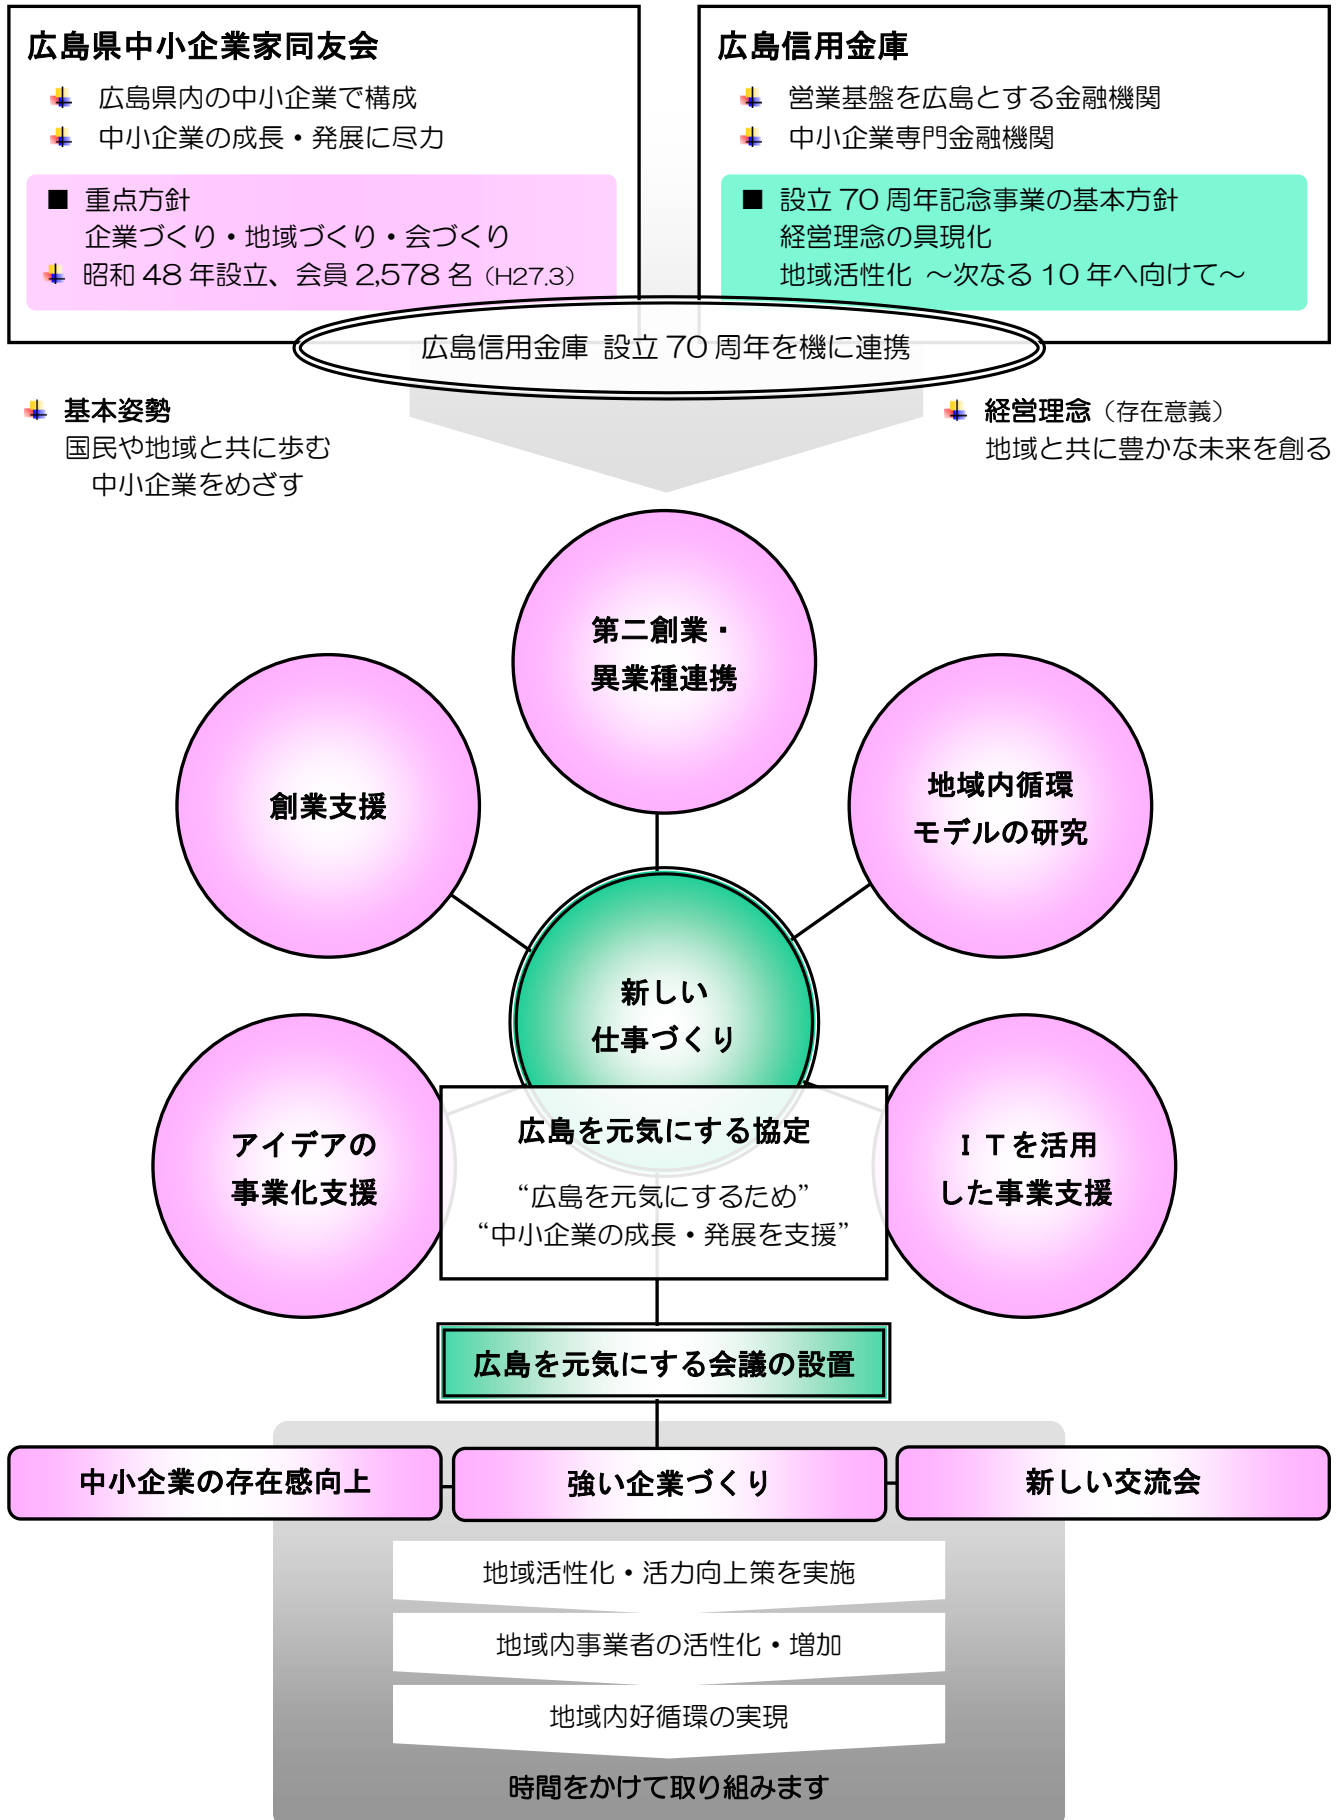 広島県中小企業家同友会
広島県内の中小企業で構成
中小企業の成長・発展に尽力
■ 重点方針
企業づくり・地域づくり・会づくり
昭和 48 年設立、会員 2,578 名（H27.3）
広島信用金庫
営業基盤を広島とする金融機関
中小企業専門金融機関
■ 設立 70 周年記念事業の基本方針
経営理念の具現化
地域活性化 ～次なる 10 年へ向けて～
広島信用金庫 設立 70 周年を機に連携
基本姿勢
国民や地域と共に歩む
中小企業をめざす
経営理念（存在意義）
地域と共に豊かな未来を創る
第二創業・
異業種連携
創業支援
地域内循環
モデルの研究
新しい
仕事づくり
アイデアの
事業化支援
ＩＴを活用
した事業支援
広島を元気にする協定
“広島を元気にするため”
“中小企業の成長・発展を支援”
広島を元気にする会議の設置
中小企業の存在感向上
強い企業づくり
新しい交流会
地域活性化・活力向上策を実施
地域内事業者の活性化・増加
地域内好循環の実現
時間をかけて取り組みます